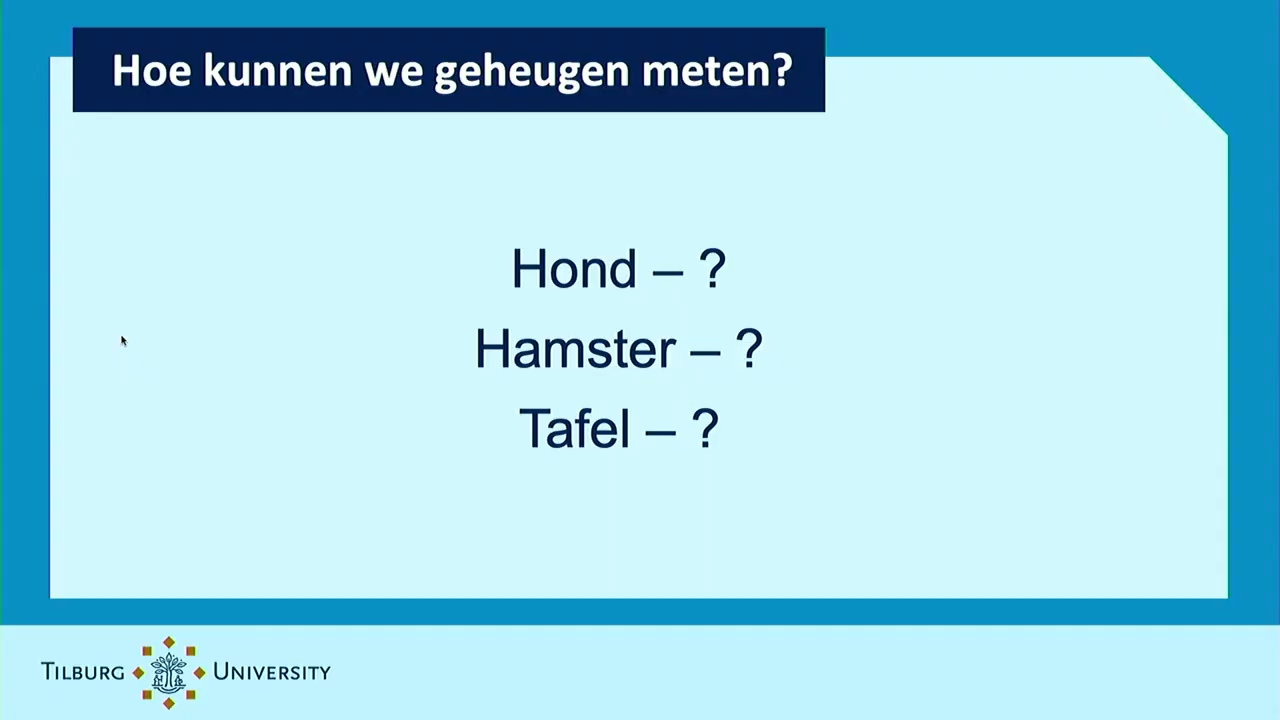 Hoe kunnen we geheugen meten?
Hond – ?
Hamster – ?
Tafel – ?
TILBURG UNIVERSITY